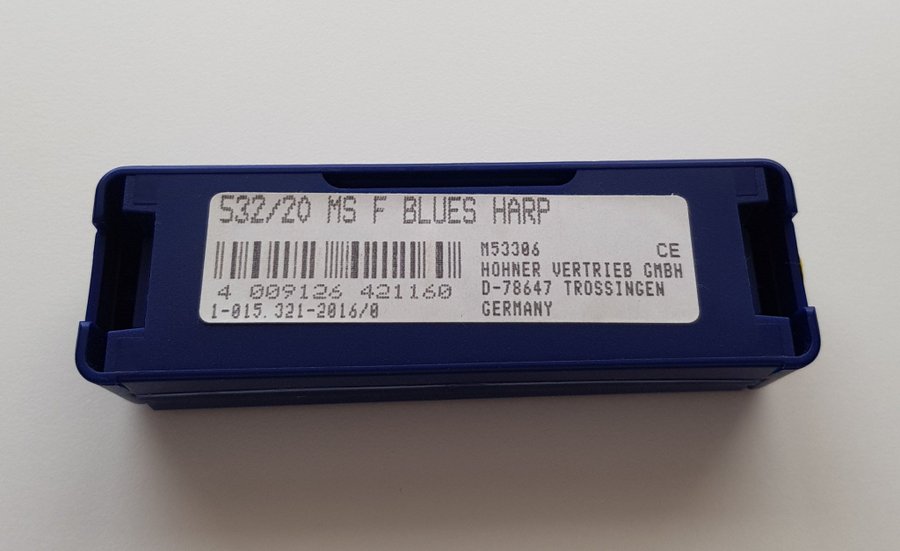 532/20 MS F BLUES HARP
4 009126 421160
1-015.321-2016/0
M53306 CE
HOHNER VERTRIEB GMBH
D-78647 TROSSINGEN
GERMANY